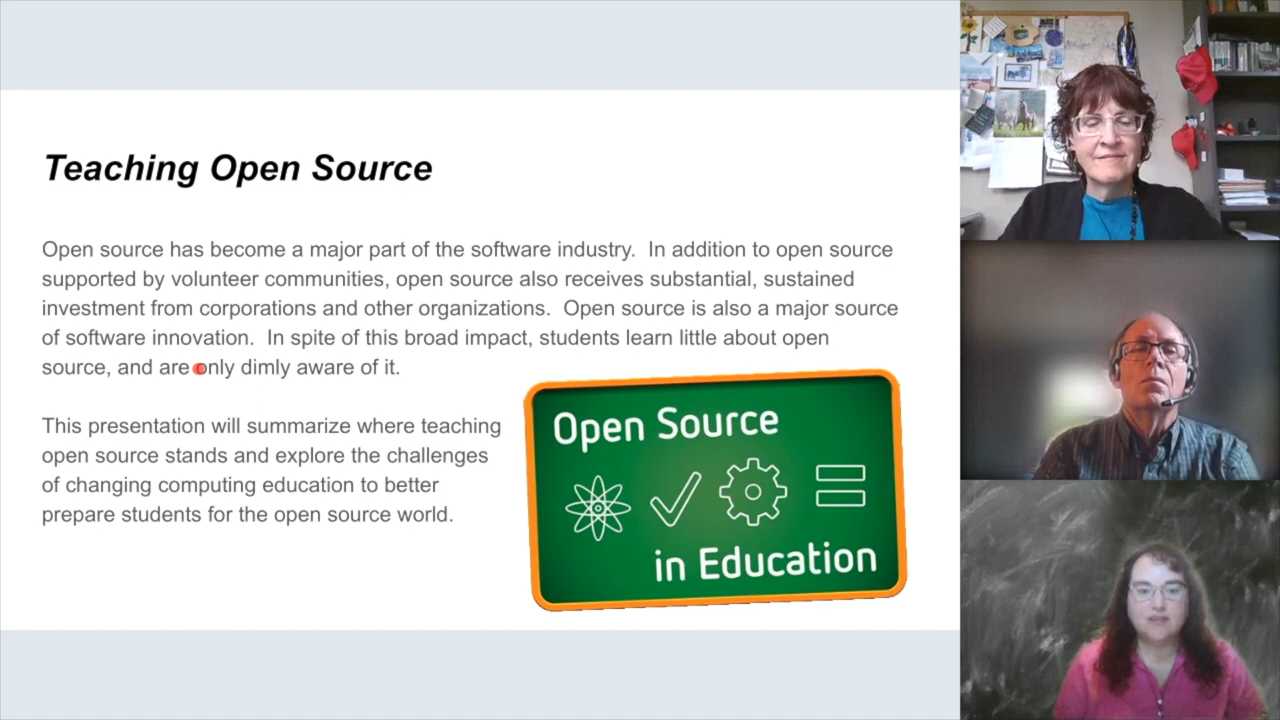 Teaching Open Source
Open source has become a major part of the software industry.  In addition to open source
supported by volunteer communities, open source also receives substantial, sustained
investment from corporations and other organizations.  Open source is also a major source
of software innovation.  In spite of this broad impact, students learn little about open
source, and are only dimly aware of it.
This presentation will summarize where teaching
open source stands and explore the challenges
of changing computing education to better
prepare students for the open source world.
Open Source
in Education